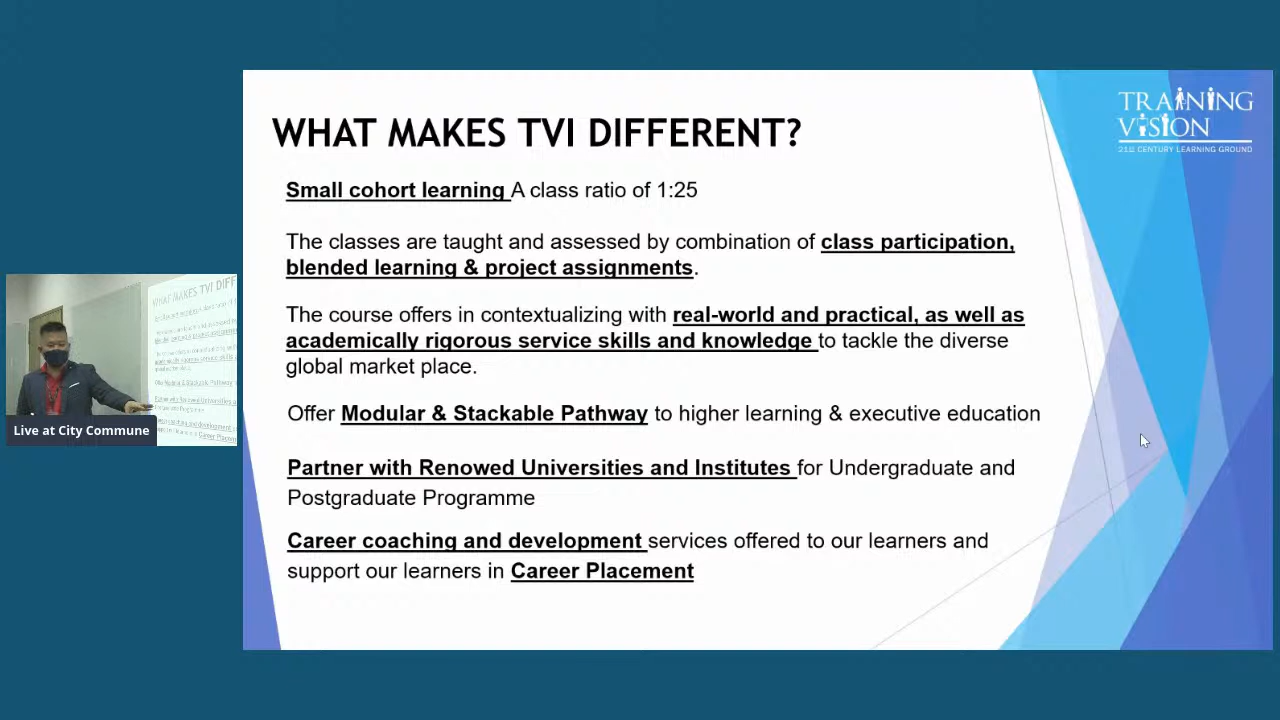 WHAT MAKES TVI DIFFERENT?
TRAINING
VISION
21st CENTURY LEARNING GROUND
Small cohort learning A class ratio of 1:25
The classes are taught and assessed by combination of class participation,
blended learning & project assignments.
The course offers in contextualizing with real-world and practical, as well as
academically rigorous service skills and knowledge to tackle the diverse
global market place.
Offer Modular & Stackable Pathway to higher learning & executive education
Partner with Renowed Universities and Institutes for Undergraduate and
Postgraduate Programme
Career coaching and development services offered to our learners and
support our learners in Career Placement
WHAT MAKES TVI DIFF
Live at City Commune